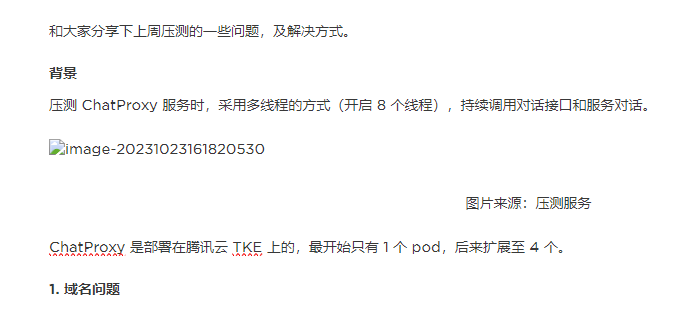 和大家分享下上周压测的一些问题，及解决方式。
背景
压测 ChatProxy 服务时，采用多线程的方式（开启 8 个线程），持续调用对话接口和服务对话。
image-20231023161820530
图片来源：压测服务
ChatProxy 是部署在腾讯云 TKE 上的，最开始只有 1 个 pod，后来扩展至 4 个。
1. 域名问题